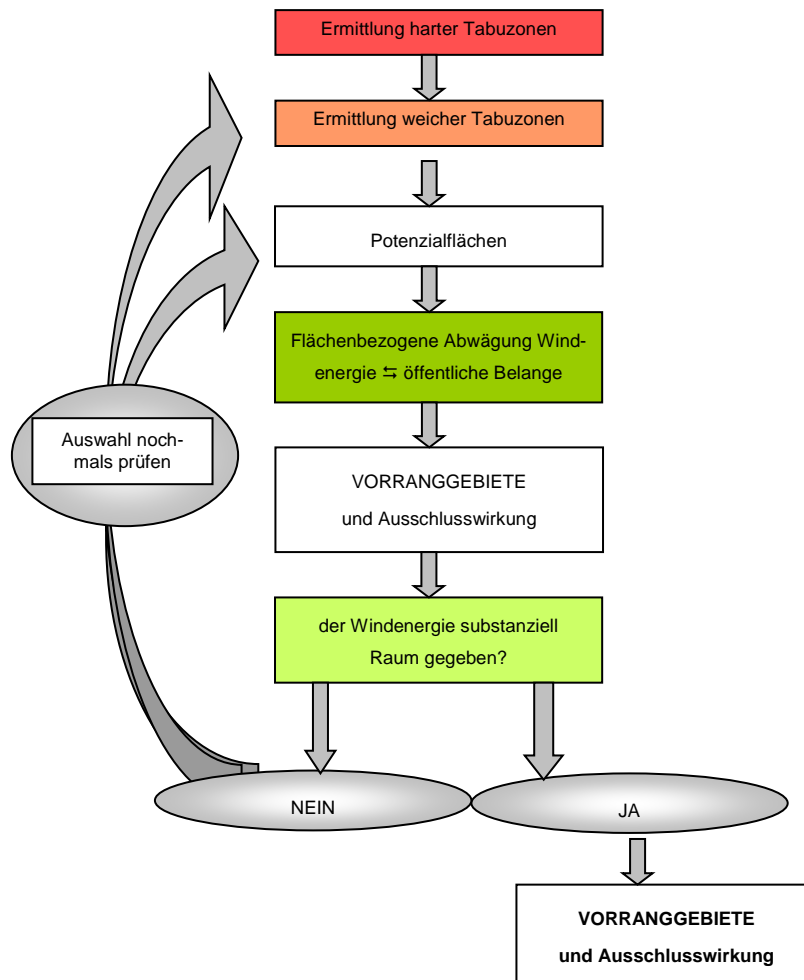 Ermittlung harter Tabuzonen
Ermittlung weicher Tabuzonen
Potenzialflächen
Flächenbezogene Abwägung Wind-
energie ⇆ öffentliche Belange
Auswahl noch-
mals prüfen
VORRANGGEBIETE
und Ausschlusswirkung
der Windenergie substanziell
Raum gegeben?
NEIN
JA
VORRANGGEBIETE
und Ausschlusswirkung